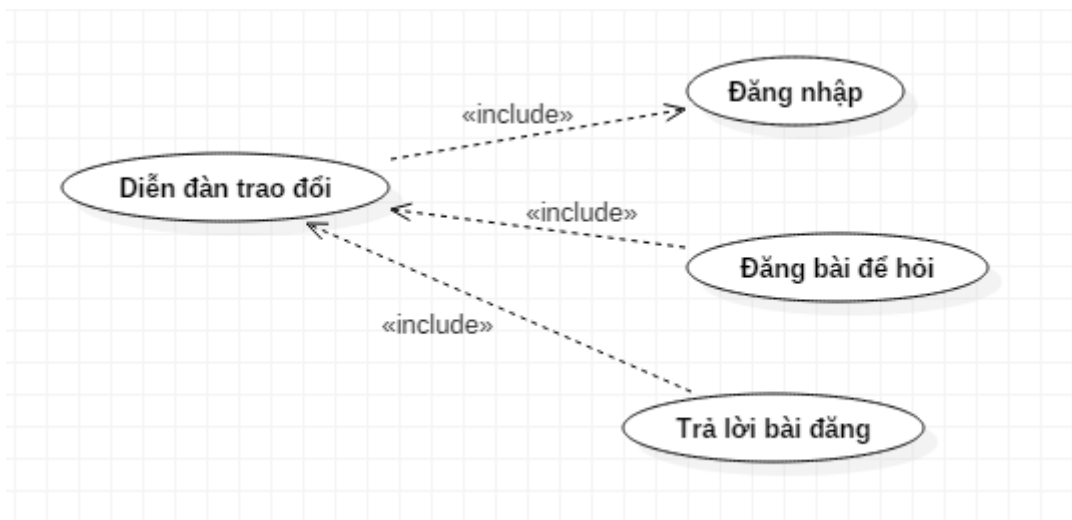 Đăng nhập
«include»
Diễn đàn trao đổi
«include»
Đăng bài để hỏi
«include»
Trả lời bài đăng